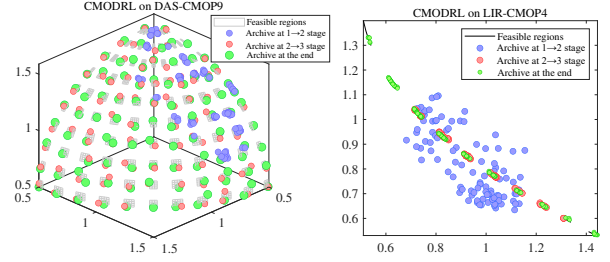 CMODRL on DAS-CMOP9
Feasible regions
Archive at 1→2 stage
Archive at 2→3 stage
Archive at the end
1.5
1
0.5
0.5
1
1.5
1.5
1
0.5
CMODRL on LIR-CMOP4
Feasible regions
Archive at 1→2 stage
Archive at 2→3 stage
Archive at the end
1.4
1.3
1.2
1.1
1
0.9
0.8
0.7
0.6
0.6
0.8
1
1.2
1.4